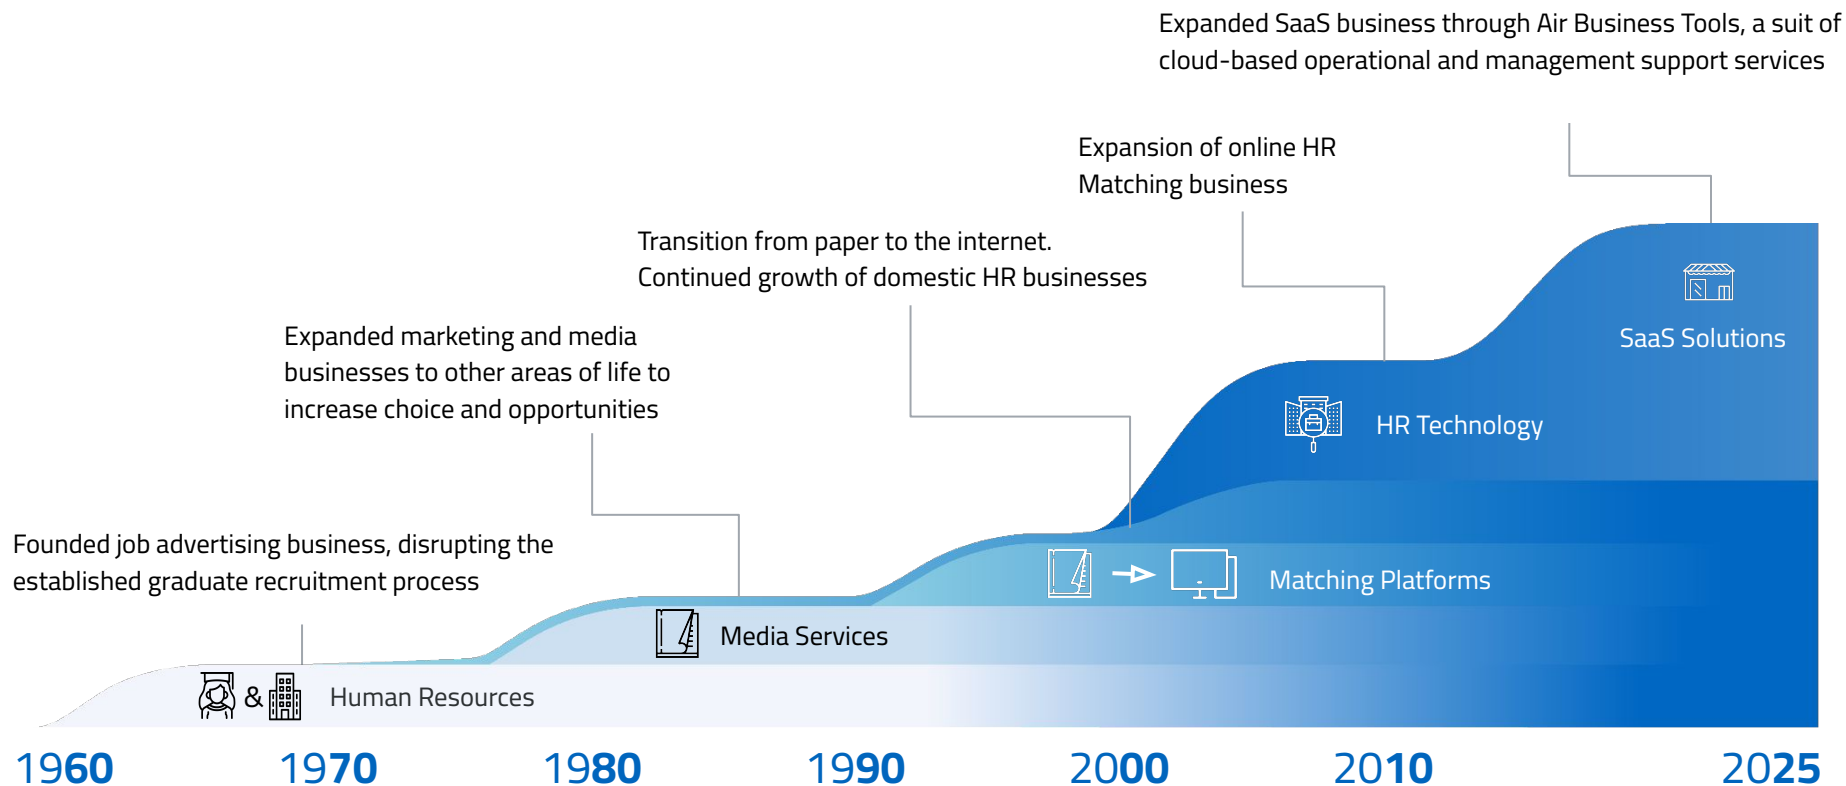 Expanded SaaS business through Air Business Tools, a suit of
cloud-based operational and management support services
Expansion of online HR
Matching business
Transition from paper to the internet.
Continued growth of domestic HR businesses
Expanded marketing and media
businesses to other areas of life to
increase choice and opportunities
Founded job advertising business, disrupting the
established graduate recruitment process
SaaS Solutions
HR Technology
Matching Platforms
Media Services
& Human Resources
1960 1970 1980 1990 2000 2010 2025